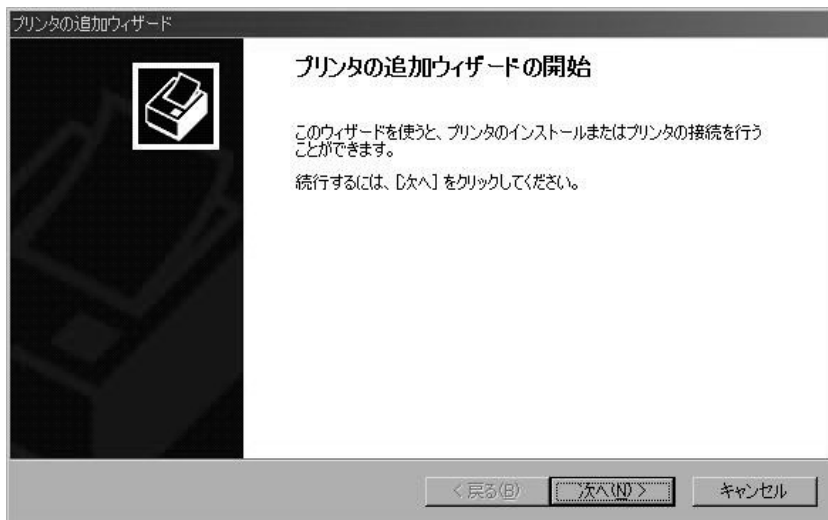 プリンタの追加ウィザード
プリンタの追加ウィザードの開始
このウィザードを使うと、プリンタのインストールまたはプリンタの接続を行う
ことができます。
続行するには、[次へ] をクリックしてください。
< 戻る(B)
次へ(N) >
キャンセル